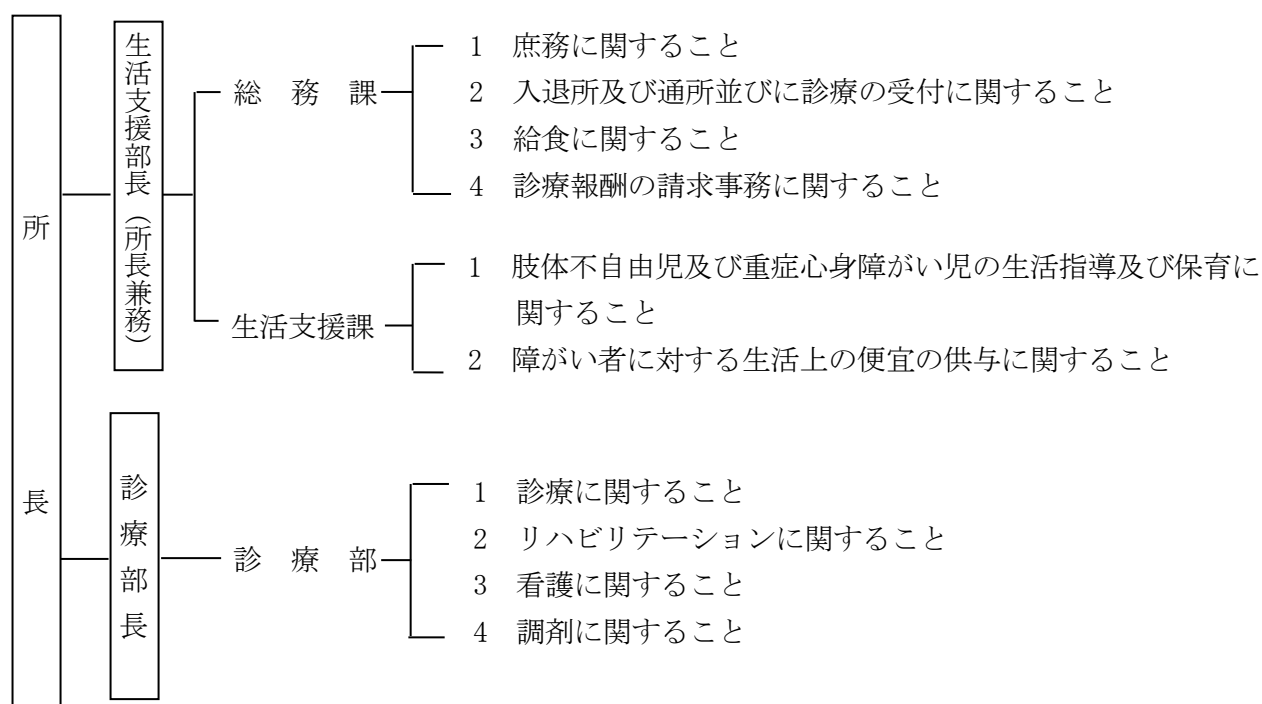 所長
生活支援部長（所長兼務）
総務課
1 庶務に関すること
2 入退所及び通所並びに診療の受付に関すること
3 給食に関すること
4 診療報酬の請求事務に関すること
生活支援課
1 肢体不自由児及び重症心身障がい児の生活指導及び保育に
関すること
2 障がい者に対する生活上の便宜の供与に関すること
診療部長
診療部
1 診療に関すること
2 リハビリテーションに関すること
3 看護に関すること
4 調剤に関すること